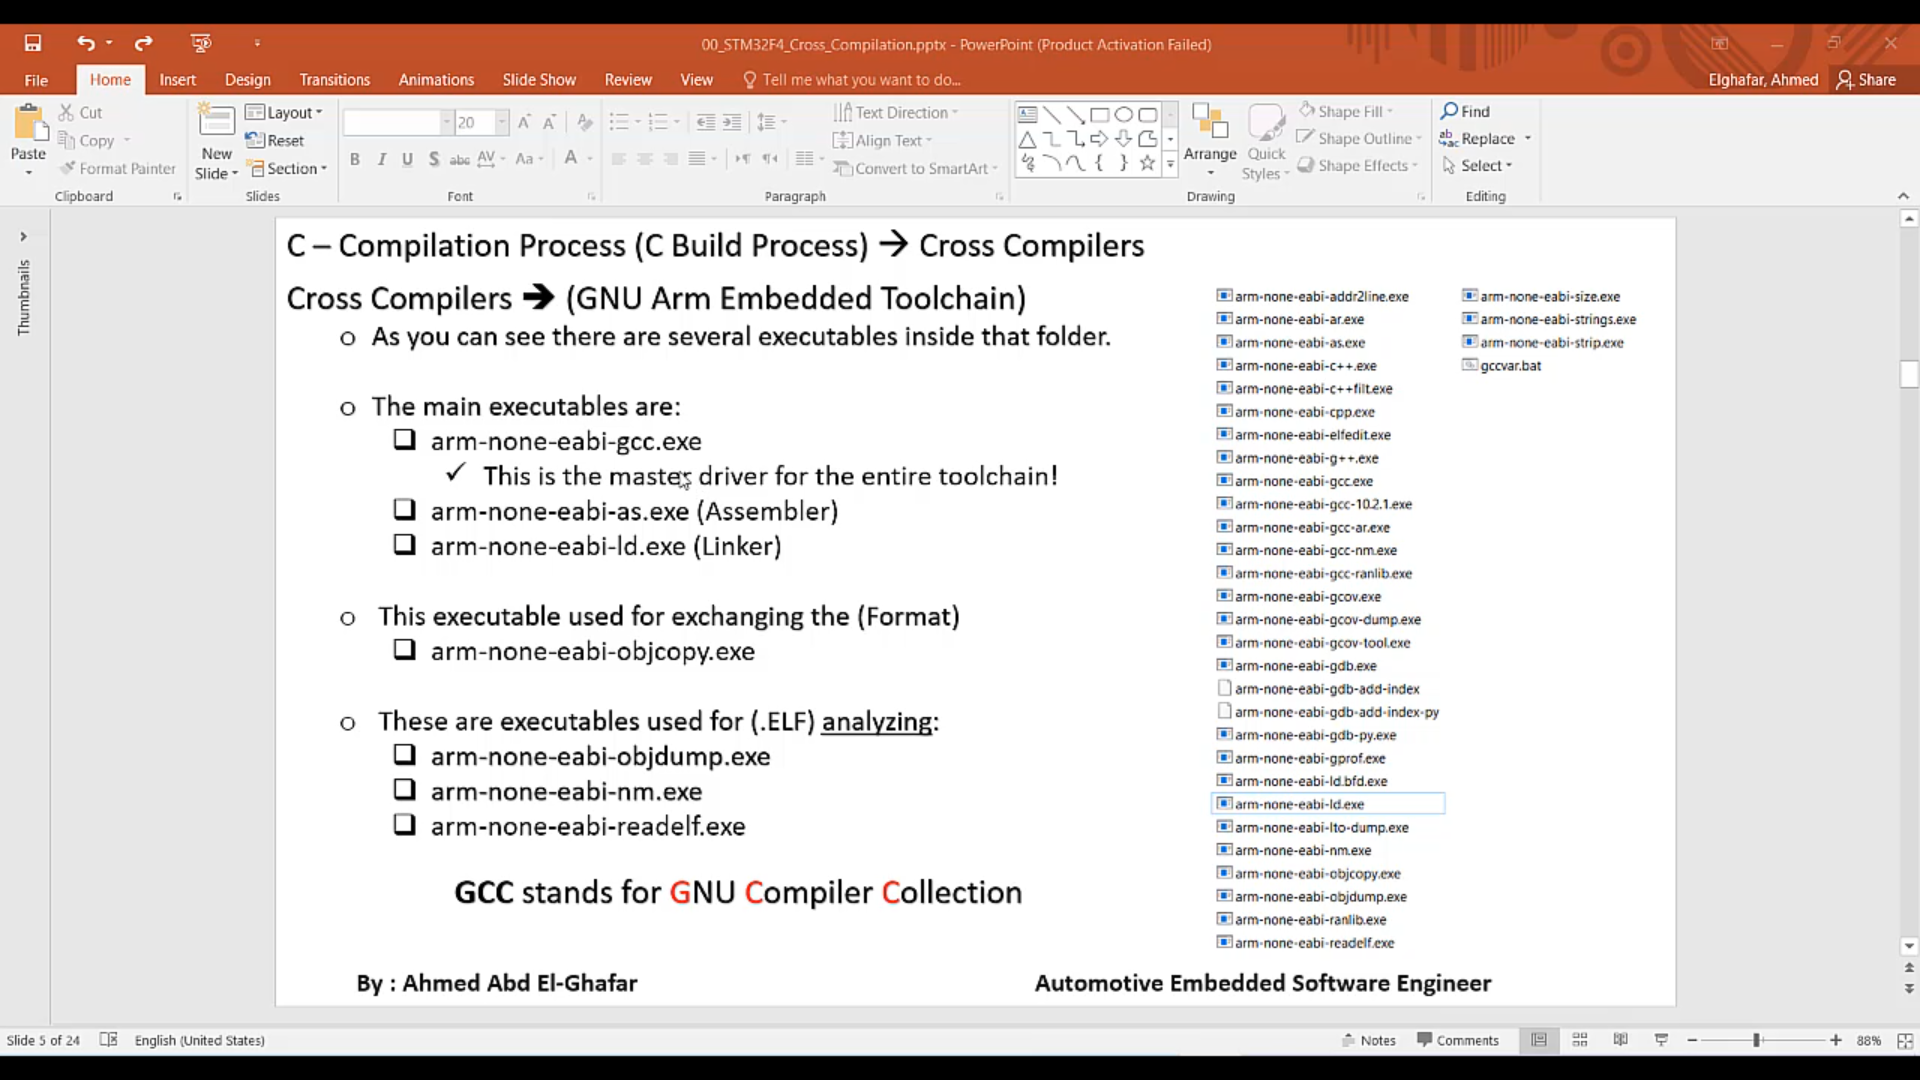 00_STM32F4_Cross_Compilation.pptx - PowerPoint (Product Activation Failed)
File
Home
Insert
Design
Transitions
Animations
Slide Show
Review
View
Tell me what you want to do...
Elghafar, Ahmed
Share
Paste
Cut
Copy
Format Painter
Clipboard
New Slide
Layout
Reset
Section
Slides
20
B I U S abc AV Aa A
Font
Text Direction
Align Text
Convert to SmartArt
Paragraph
Arrange
Quick Styles
Shape Fill
Shape Outline
Shape Effects
Drawing
Find
Replace
Select
Editing
Thumbnails
C – Compilation Process (C Build Process) → Cross Compilers
Cross Compilers → (GNU Arm Embedded Toolchain)
o As you can see there are several executables inside that folder.
o The main executables are:
arm-none-eabi-gcc.exe
✓ This is the master driver for the entire toolchain!
arm-none-eabi-as.exe (Assembler)
arm-none-eabi-ld.exe (Linker)
o This executable used for exchanging the (Format)
arm-none-eabi-objcopy.exe
o These are executables used for (.ELF) analyzing:
arm-none-eabi-objdump.exe
arm-none-eabi-nm.exe
arm-none-eabi-readelf.exe
GCC stands for GNU Compiler Collection
arm-none-eabi-addr2line.exe
arm-none-eabi-ar.exe
arm-none-eabi-as.exe
arm-none-eabi-c++.exe
arm-none-eabi-c++filt.exe
arm-none-eabi-cpp.exe
arm-none-eabi-elfedit.exe
arm-none-eabi-g++.exe
arm-none-eabi-gcc.exe
arm-none-eabi-gcc-10.2.1.exe
arm-none-eabi-gcc-ar.exe
arm-none-eabi-gcc-nm.exe
arm-none-eabi-gcc-ranlib.exe
arm-none-eabi-gcov.exe
arm-none-eabi-gcov-dump.exe
arm-none-eabi-gcov-tool.exe
arm-none-eabi-gdb.exe
arm-none-eabi-gdb-add-index
arm-none-eabi-gdb-add-index-py
arm-none-eabi-gdb-py.exe
arm-none-eabi-gprof.exe
arm-none-eabi-ld.bfd.exe
arm-none-eabi-ld.exe
arm-none-eabi-lto-dump.exe
arm-none-eabi-nm.exe
arm-none-eabi-objcopy.exe
arm-none-eabi-objdump.exe
arm-none-eabi-ranlib.exe
arm-none-eabi-readelf.exe
arm-none-eabi-size.exe
arm-none-eabi-strings.exe
arm-none-eabi-strip.exe
gccvar.bat
By : Ahmed Abd El-Ghafar
Automotive Embedded Software Engineer
Slide 5 of 24
English (United States)
Notes
Comments
88%